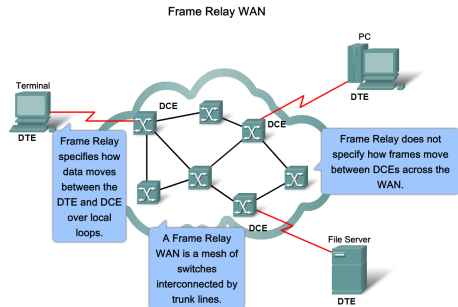 Frame Relay WAN
PC
DTE
Terminal
DTE
DCE
DCE
Frame Relay
specifies how
data moves
between the
DTE and DCE
over local
loops.
Frame Relay does not
specify how frames move
between DCEs across the
WAN.
DCE
A Frame Relay
WAN is a mesh of
switches
interconnected by
trunk lines.
File Server
DTE